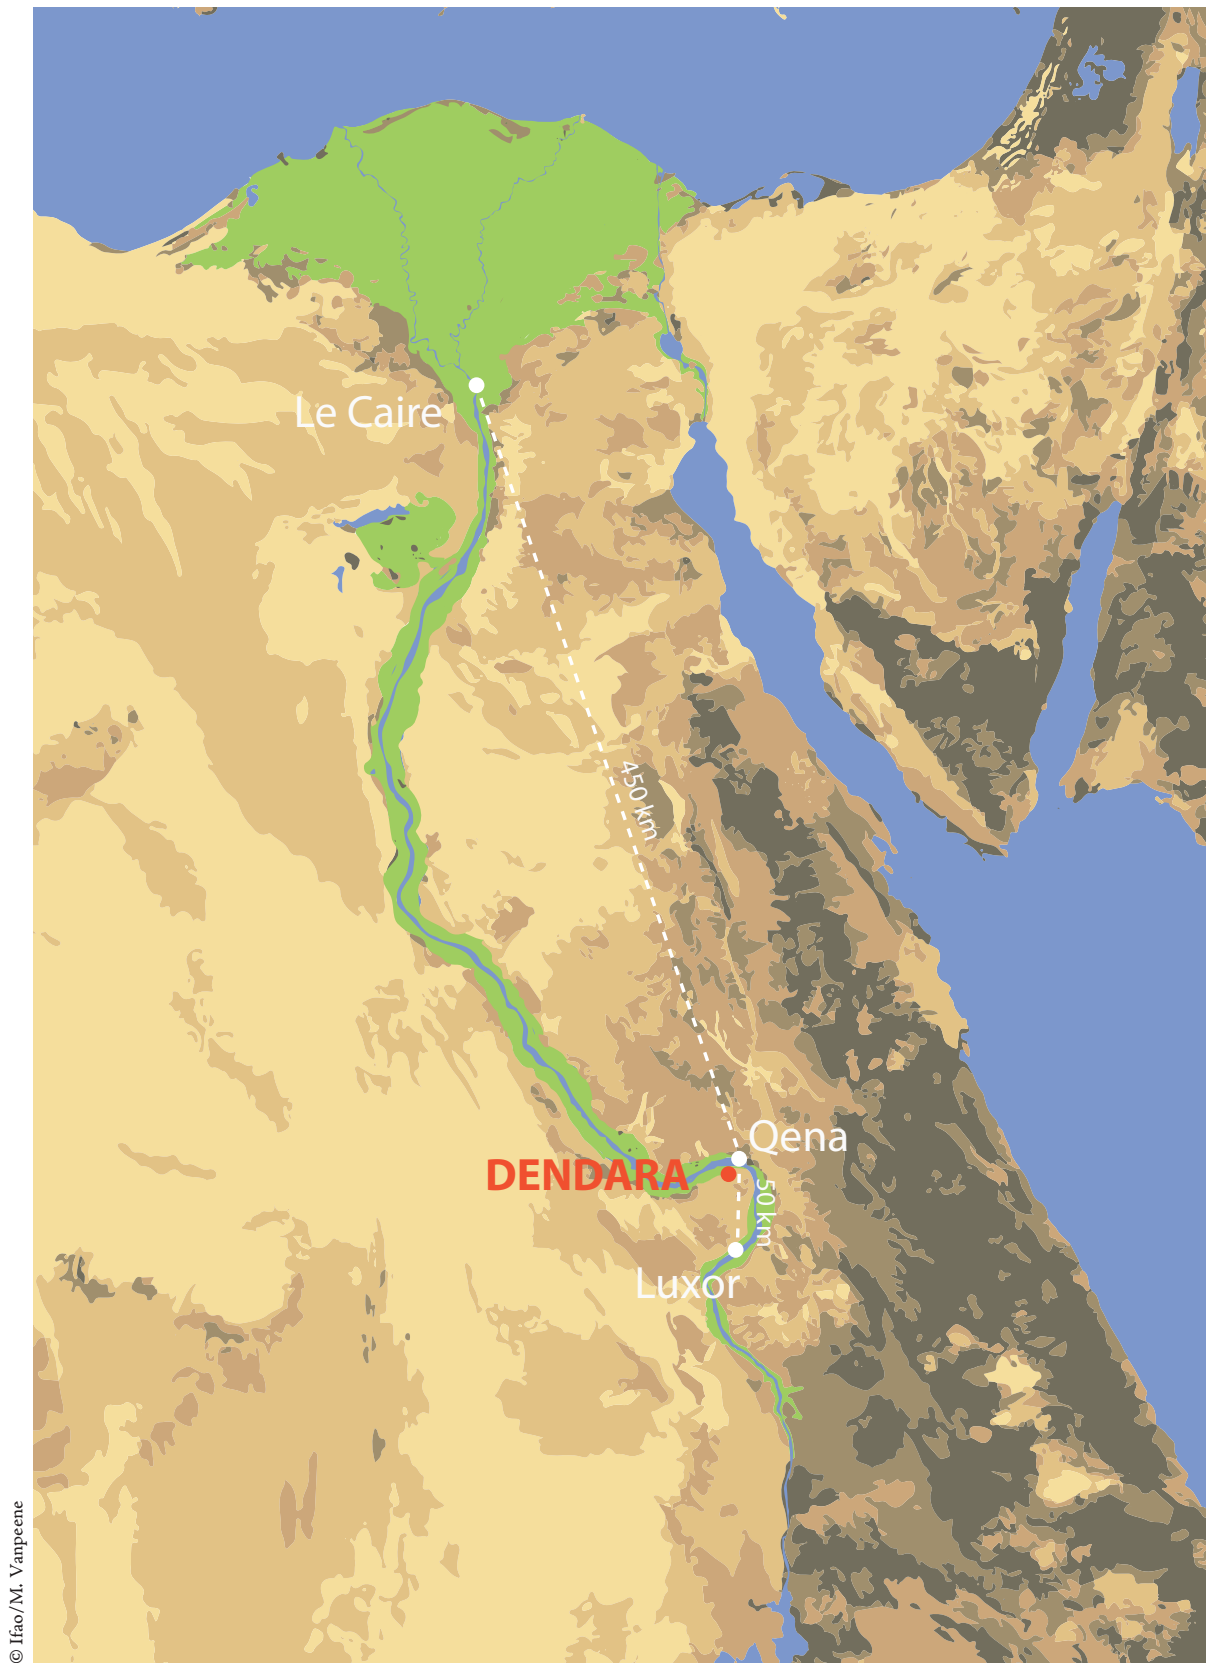 Le Caire
450 km
Qena
DENDARA
50 km
Luxor
© Ifao/M. Vanpeene